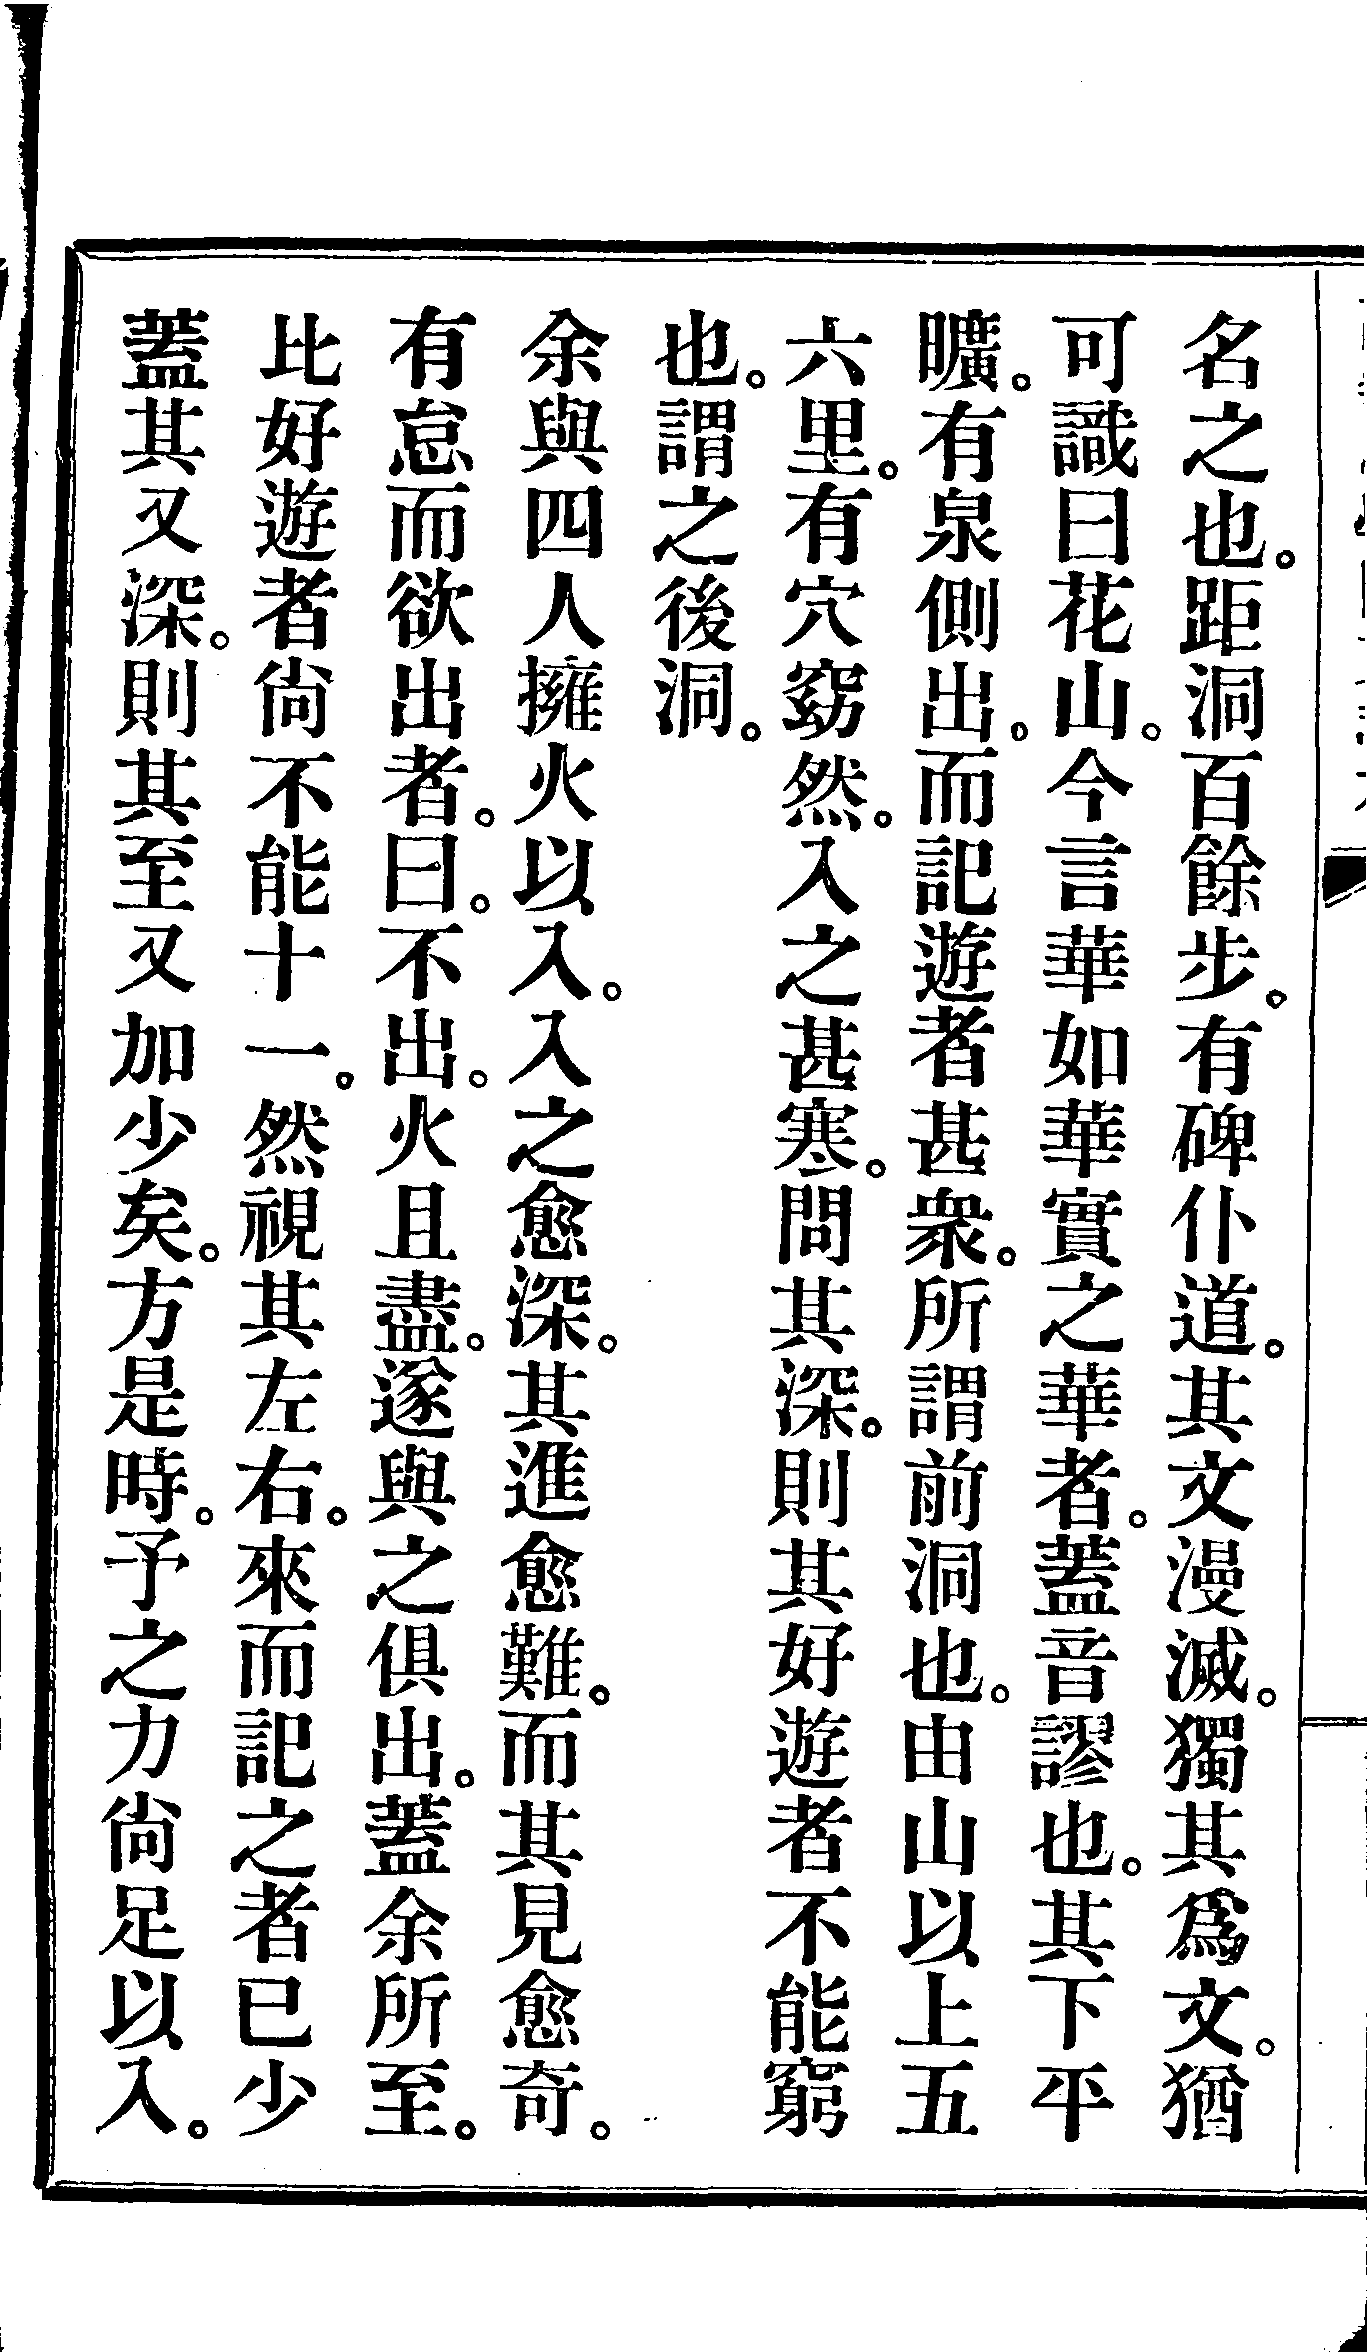 名之也。距洞百餘步。有碑仆道。其文漫滅。獨其爲文。猶
可識曰花山。今言華如華實之華者。蓋音謬也。其下平
曠。有泉側出。而記遊者甚衆。所謂前洞也。由山以上五
六里。有穴窈然。入之甚寒。問其深。則其好遊者不能窮
也。謂之後洞。
余與四人擁火以入。入之愈深。其進愈難。而其見愈奇。
有怠而欲出者。曰。不出。火且盡。遂與之俱出。蓋余所至。
比好遊者尙不能十一。然視其左右。來而記之者已少
蓋其又深。則其至又加少矣。方是時。予之力尙足以入。